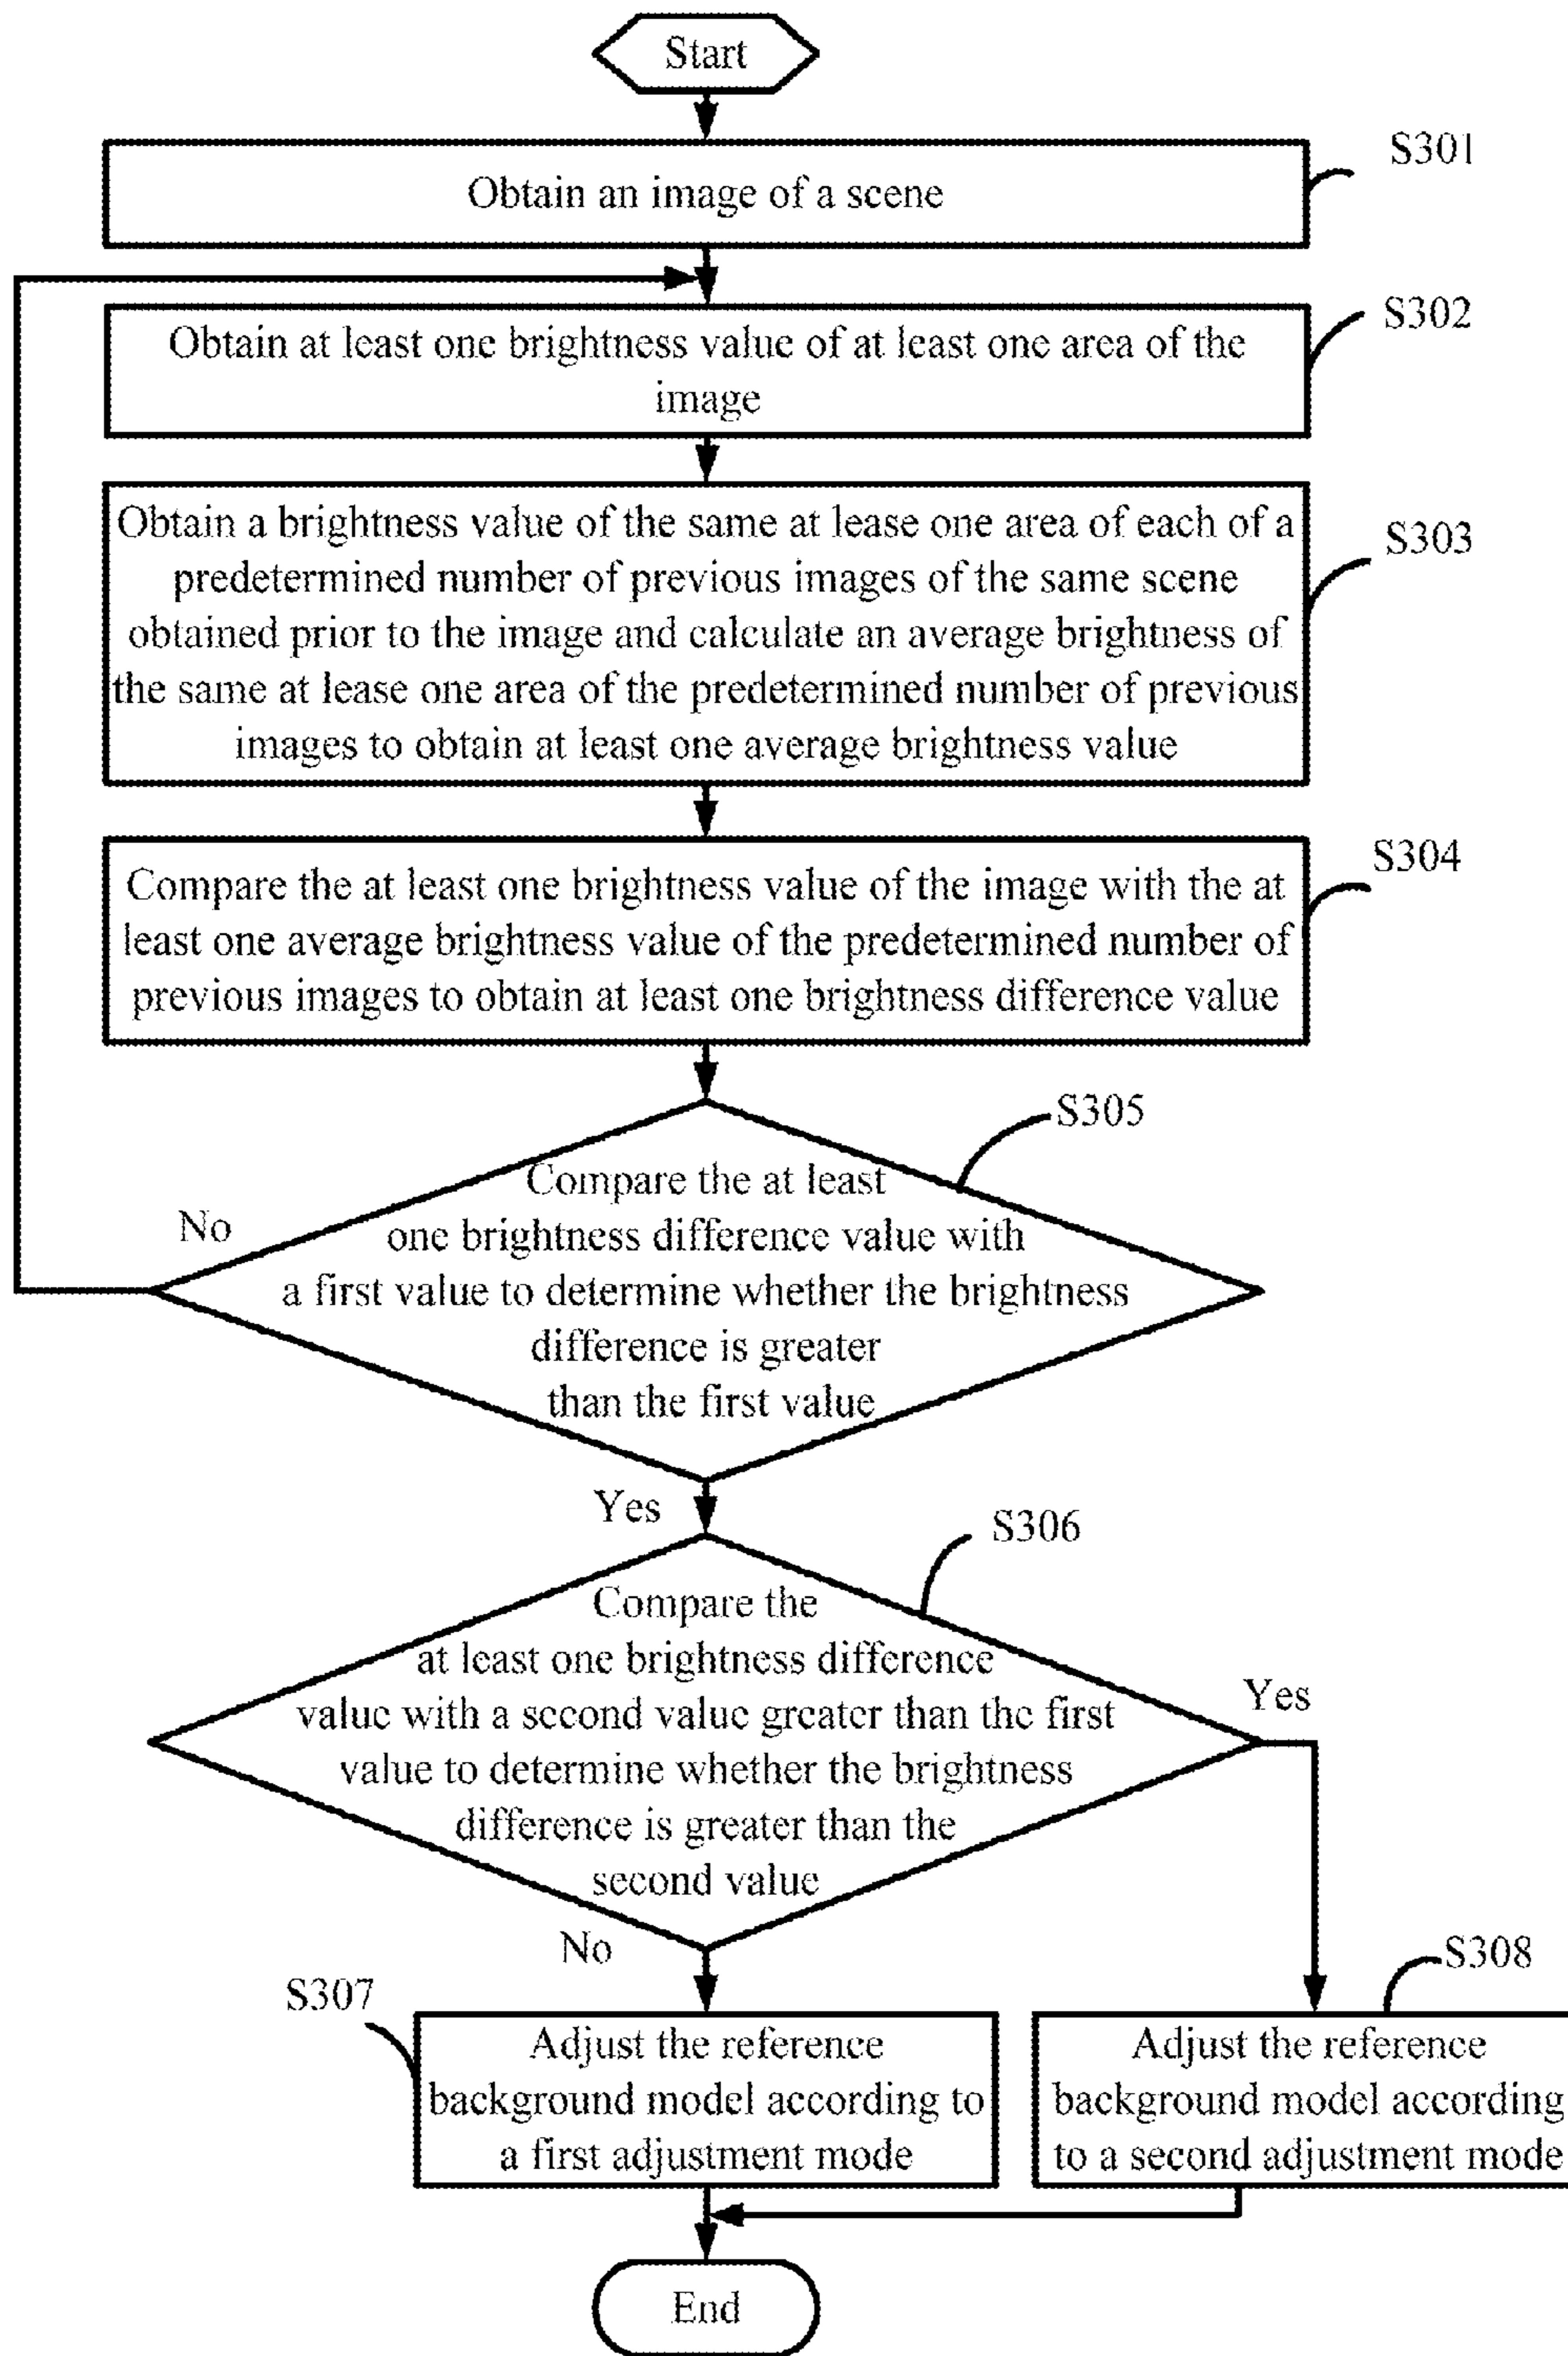 Start
S301
Obtain an image of a scene
S302
Obtain at least one brightness value of at least one area of the
image
S303
Obtain a brightness value of the same at lease one area of each of a
predetermined number of previous images of the same scene
obtained prior to the image and calculate an average brightness of
the same at lease one area of the predetermined number of previous
images to obtain at least one average brightness value
S304
Compare the at least one brightness value of the image with the at
least one average brightness value of the predetermined number of
previous images to obtain at least one brightness difference value
S305
Compare the at least
one brightness difference value with
a first value to determine whether the brightness
difference is greater
than the first value
No
Yes
S306
Compare the
at least one brightness difference
value with a second value greater than the first
value to determine whether the brightness
difference is greater than the
second value
Yes
No
S307
Adjust the reference
background model according to
a first adjustment mode
S308
Adjust the reference
background model according
to a second adjustment mode
End